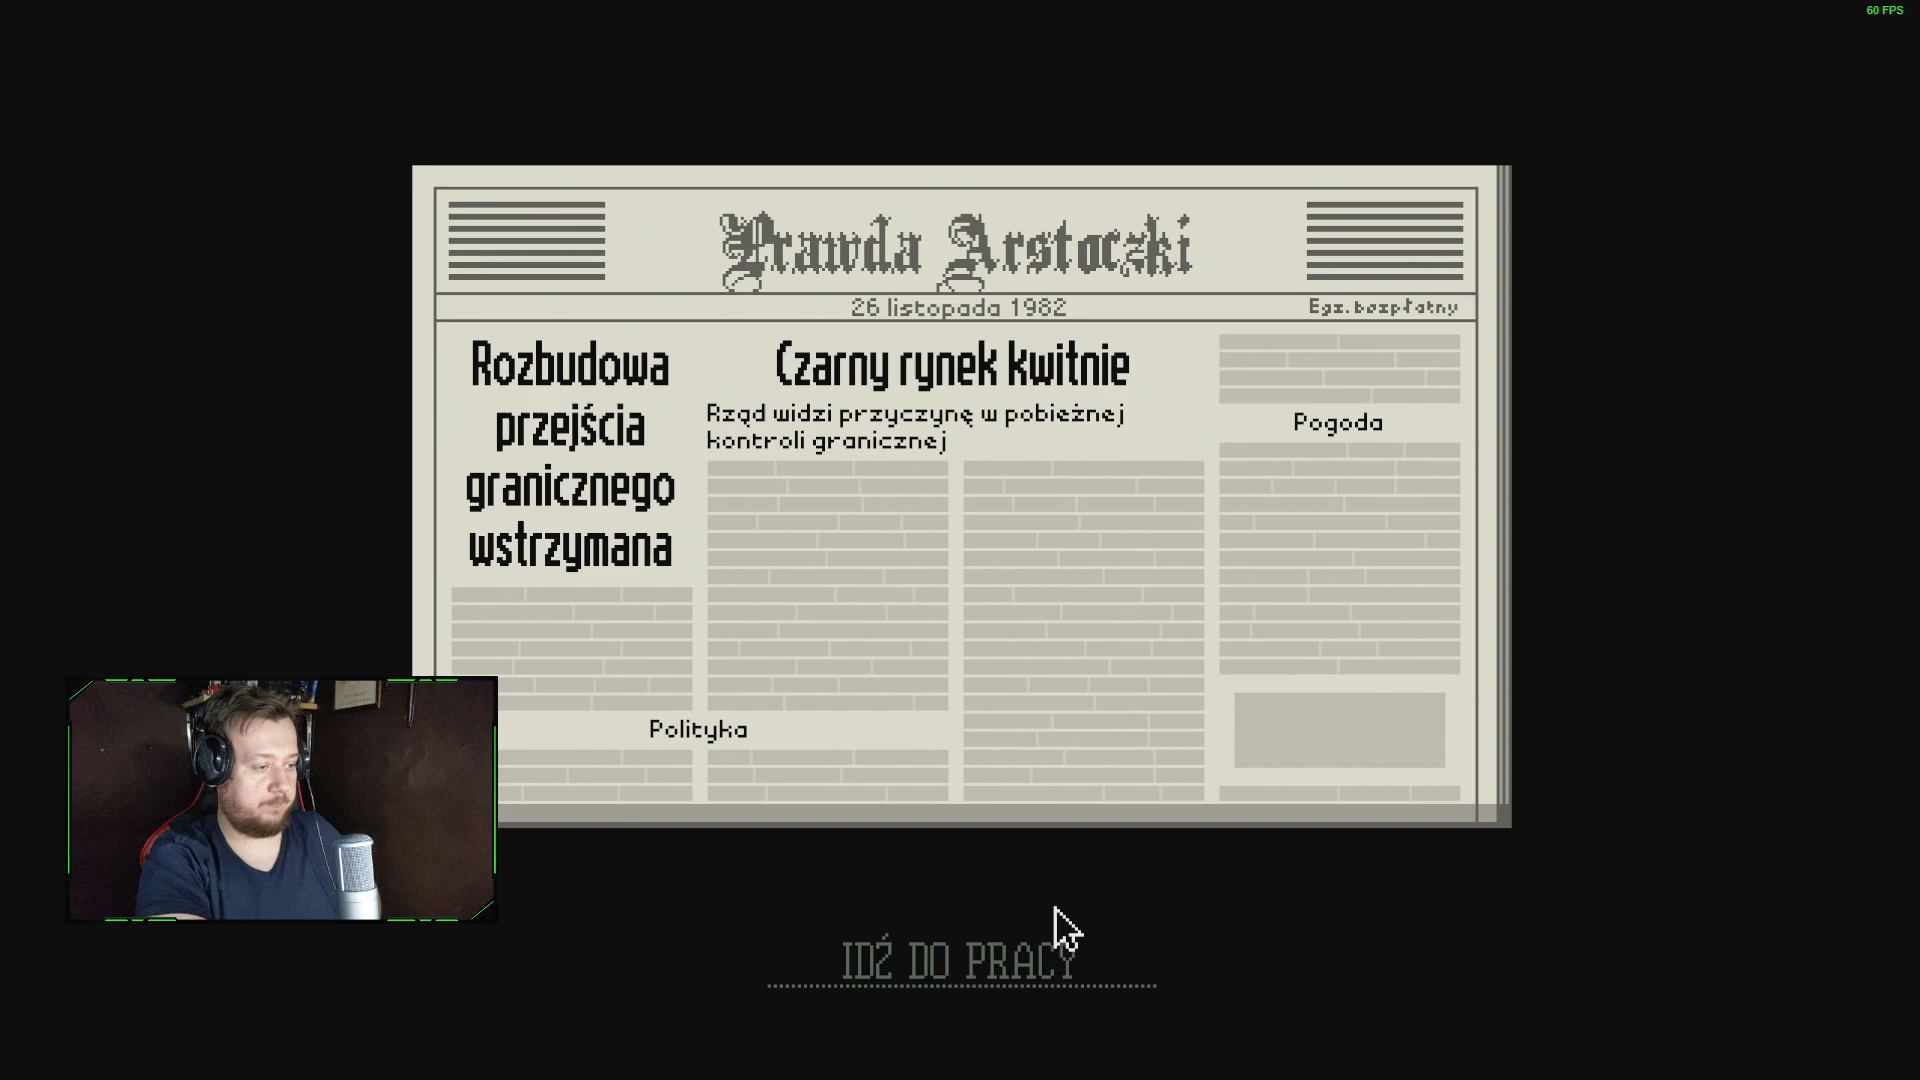 60 FPS
Prawda Arstoczki
26 listopada 1982
Egz. bezpłatny
Rozbudowa
przejścia
granicznego
wstrzymana
Czarny rynek kwitnie
Rząd widzi przyczynę w pobieżnej
kontroli granicznej
Pogoda
Polityka
IDŹ DO PRACY